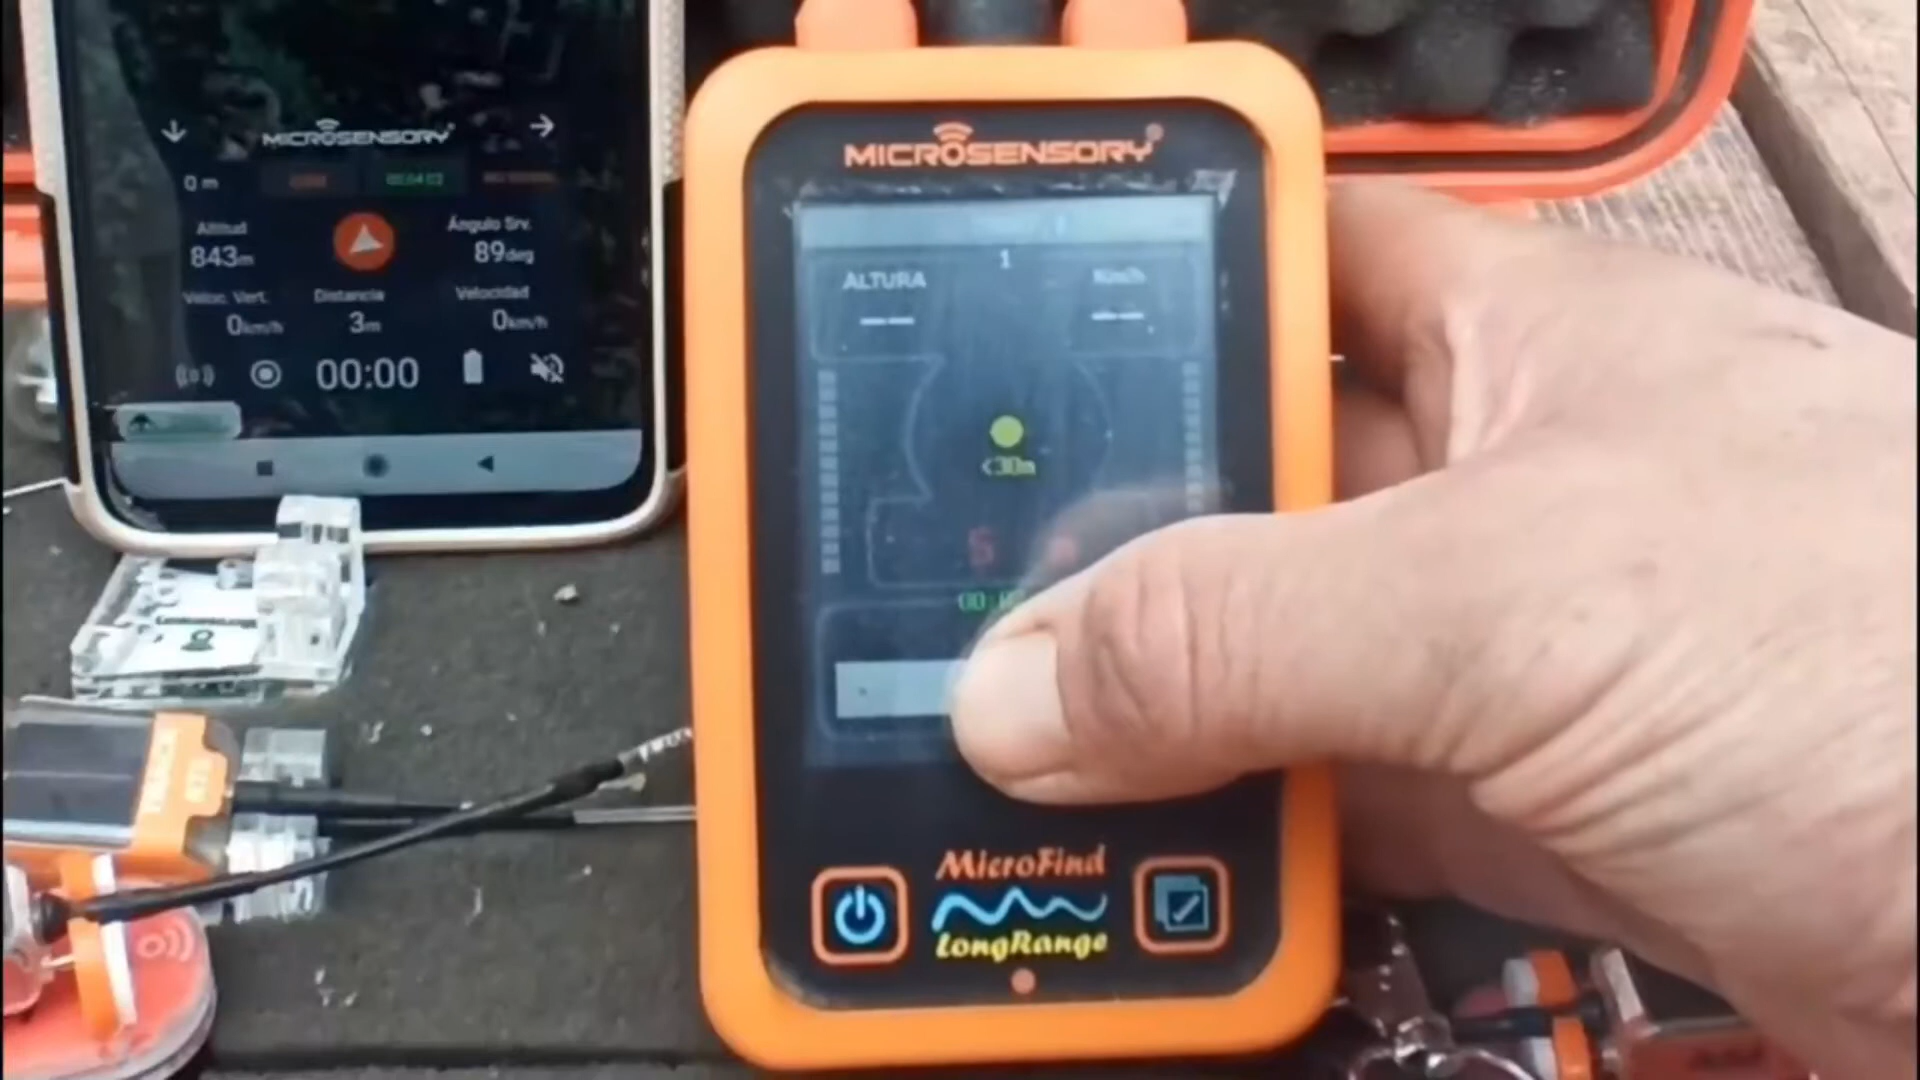 MICROSENSORY
0 m
Altitud
Ángulo Srv.
843m
89deg
Veloc. Vert.
Distancia
Velocidad
0km/h
3m
0km/h
00:00
MICROSENSORY
1
ALTURA
Km/h
<30m
MicroFind
LongRange